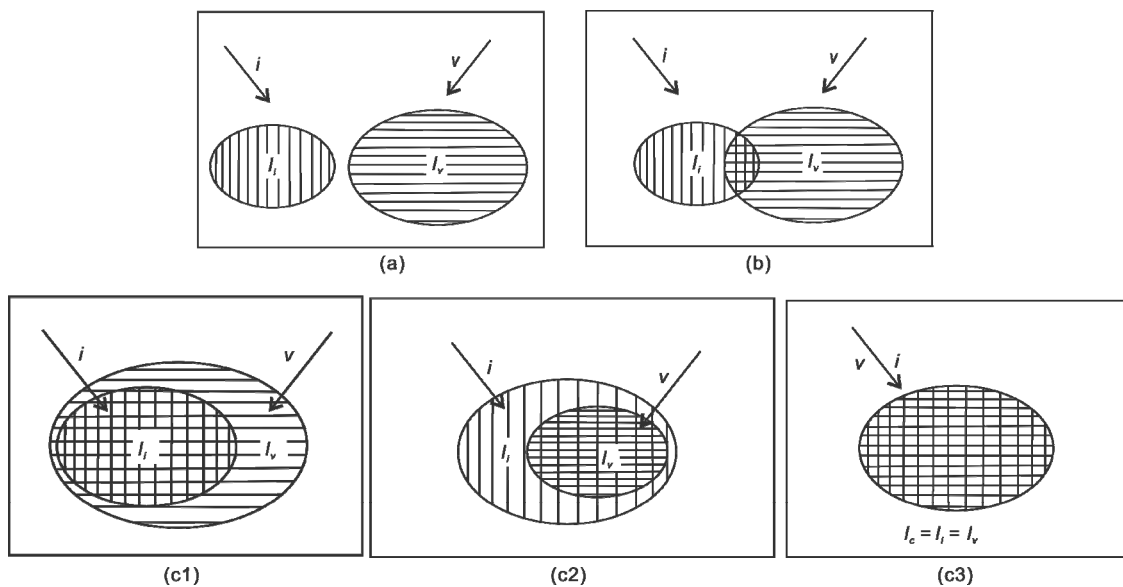 i
v
I_i
I_v
(a)
i
v
I_i
I_v
(b)
i
v
I_i
I_v
(c1)
i
v
I_i
I_v
(c2)
v
i
I_c = I_i = I_v
(c3)